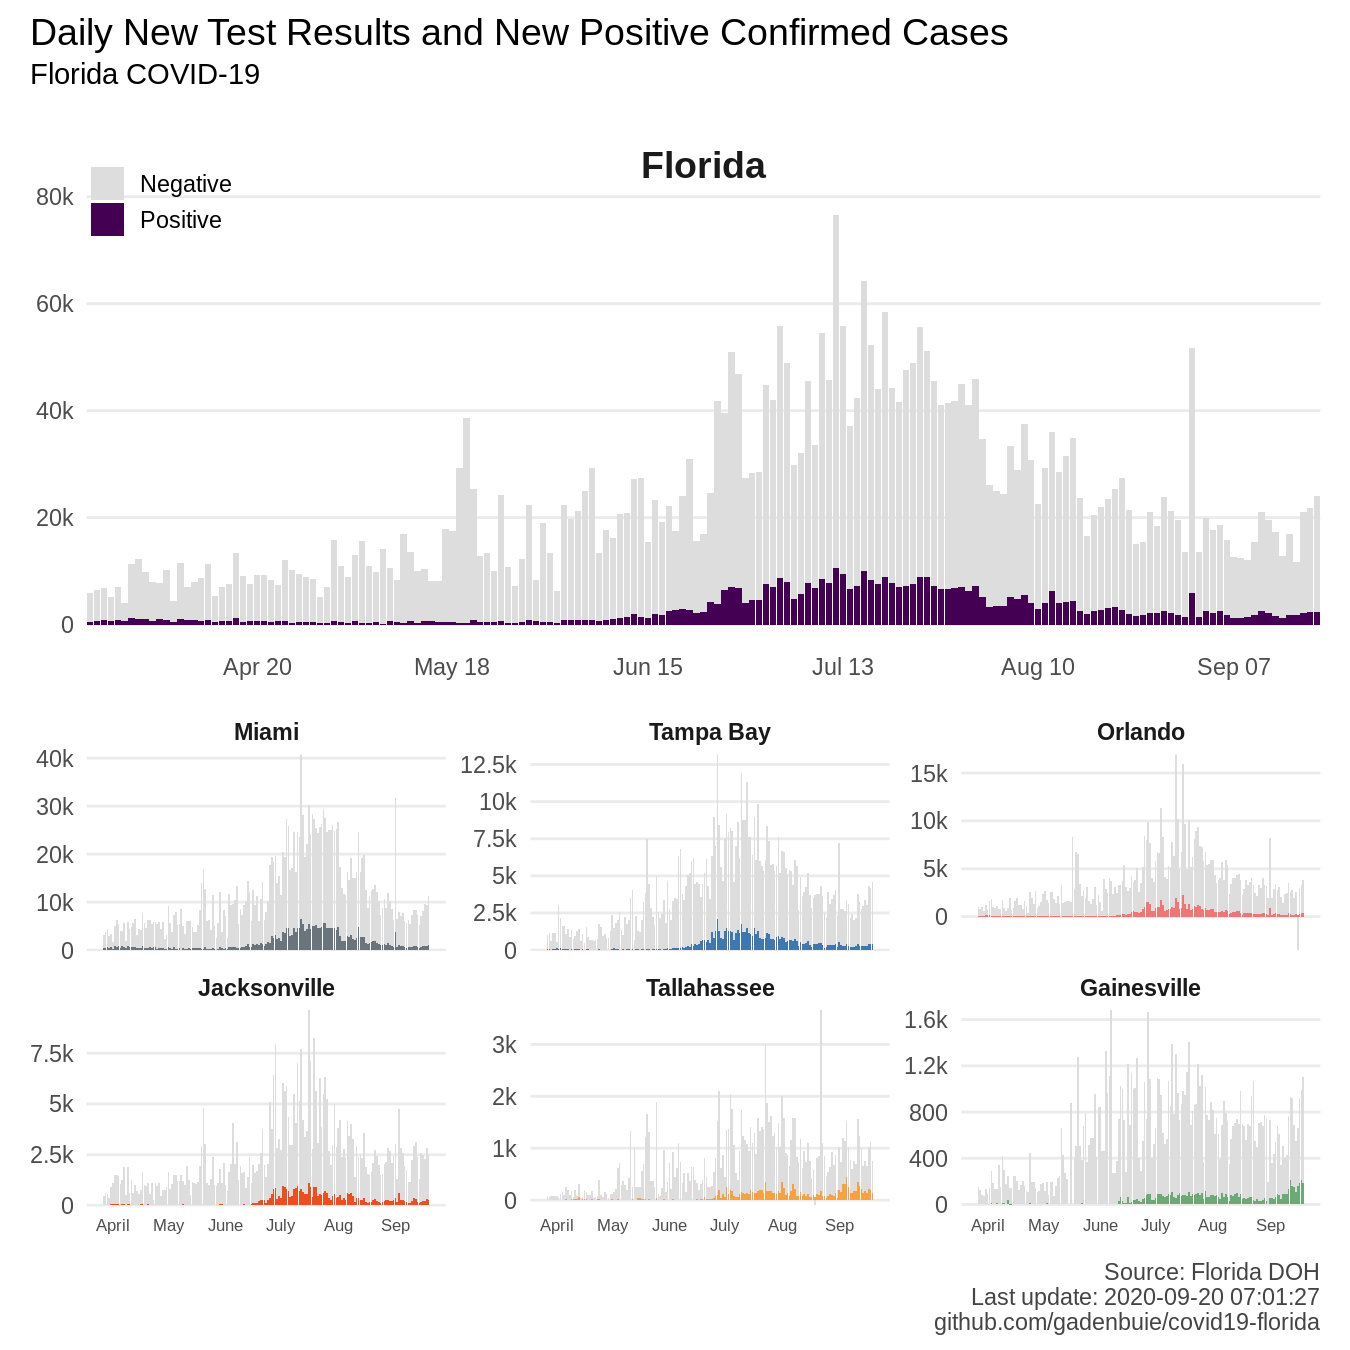 Daily New Test Results and New Positive Confirmed Cases
Florida COVID-19
Florida
Negative
Positive
80k
60k
40k
20k
0
Apr 20 May 18 Jun 15 Jul 13 Aug 10 Sep 07
Miami
40k
30k
20k
10k
0
Tampa Bay
12.5k
10k
7.5k
5k
2.5k
0
Orlando
15k
10k
5k
0
Jacksonville
7.5k
5k
2.5k
0
April May June July Aug Sep
Tallahassee
3k
2k
1k
0
April May June July Aug Sep
Gainesville
1.6k
1.2k
800
400
0
April May June July Aug Sep
Source: Florida DOH
Last update: 2020-09-20 07:01:27
github.com/gadenbuie/covid19-florida